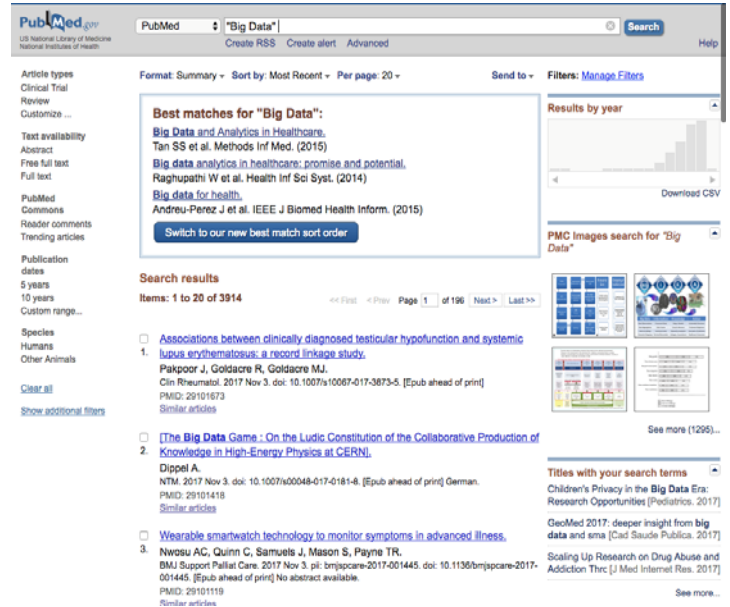 PubMed.gov
US National Library of Medicine
National Institutes of Health
PubMed
"Big Data"
Search
Create RSS Create alert Advanced
Help
Article types
Clinical Trial
Review
Customize ...
Text availability
Abstract
Free full text
Full text
PubMed
Commons
Reader comments
Trending articles
Publication
dates
5 years
10 years
Custom range...
Species
Humans
Other Animals
Clear all
Show additional filters
Format: Summary Sort by: Most Recent Per page: 20 Send to
Best matches for "Big Data":
Big Data and Analytics in Healthcare.
Tan SS et al. Methods Inf Med. (2015)
Big data analytics in healthcare: promise and potential.
Raghupathi W et al. Health Inf Sci Syst. (2014)
Big data for health.
Andreu-Perez J et al. IEEE J Biomed Health Inform. (2015)
Switch to our new best match sort order
Search results
Items: 1 to 20 of 3914
<< First < Prev Page 1 of 196 Next > Last >>
Associations between clinically diagnosed testicular hypofunction and systemic
1. lupus erythematosus: a record linkage study.
Pakpoor J, Goldacre R, Goldacre MJ.
Clin Rheumatol. 2017 Nov 3. doi: 10.1007/s10067-017-3873-5. [Epub ahead of print]
PMID: 29101673
Similar articles
[The Big Data Game : On the Ludic Constitution of the Collaborative Production of
2. Knowledge in High-Energy Physics at CERN].
Dippel A.
NTM. 2017 Nov 3. doi: 10.1007/s00048-017-0181-8. [Epub ahead of print] German.
PMID: 29101418
Similar articles
Wearable smartwatch technology to monitor symptoms in advanced illness.
3. Nwosu AC, Quinn C, Samuels J, Mason S, Payne TR.
BMJ Support Palliat Care. 2017 Nov 3. pii: bmjspcare-2017-001445. doi: 10.1136/bmjspcare-2017-
001445. [Epub ahead of print] No abstract available.
PMID: 29101119
Similar articles
Filters: Manage Filters
Results by year
Download CSV
PMC Images search for "Big
Data"
See more (1295)...
Titles with your search terms
Children's Privacy in the Big Data Era:
Research Opportunities [Pediatrics. 2017]
GeoMed 2017: deeper insight from big
data and sma [Cad Saude Publica. 2017]
Scaling Up Research on Drug Abuse and
Addiction Thrc [J Med Internet Res. 2017]
See more...